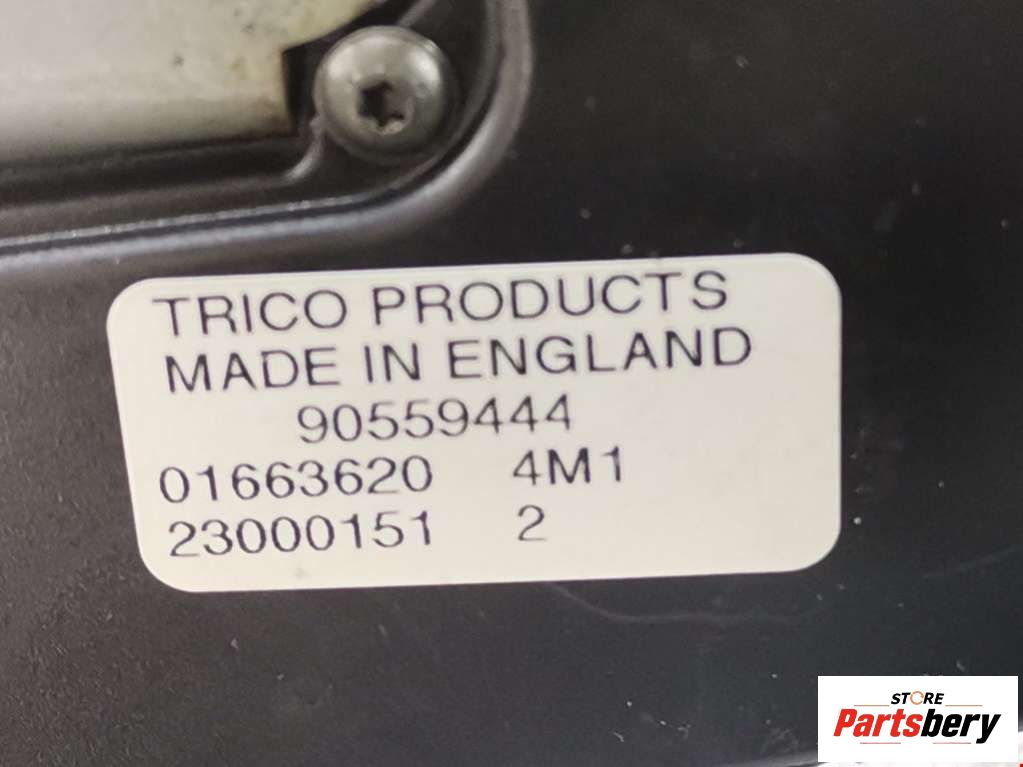 TRICO PRODUCTS
MADE IN ENGLAND
90559444
01663620 4M1
23000151 2
STORE
Partsbery